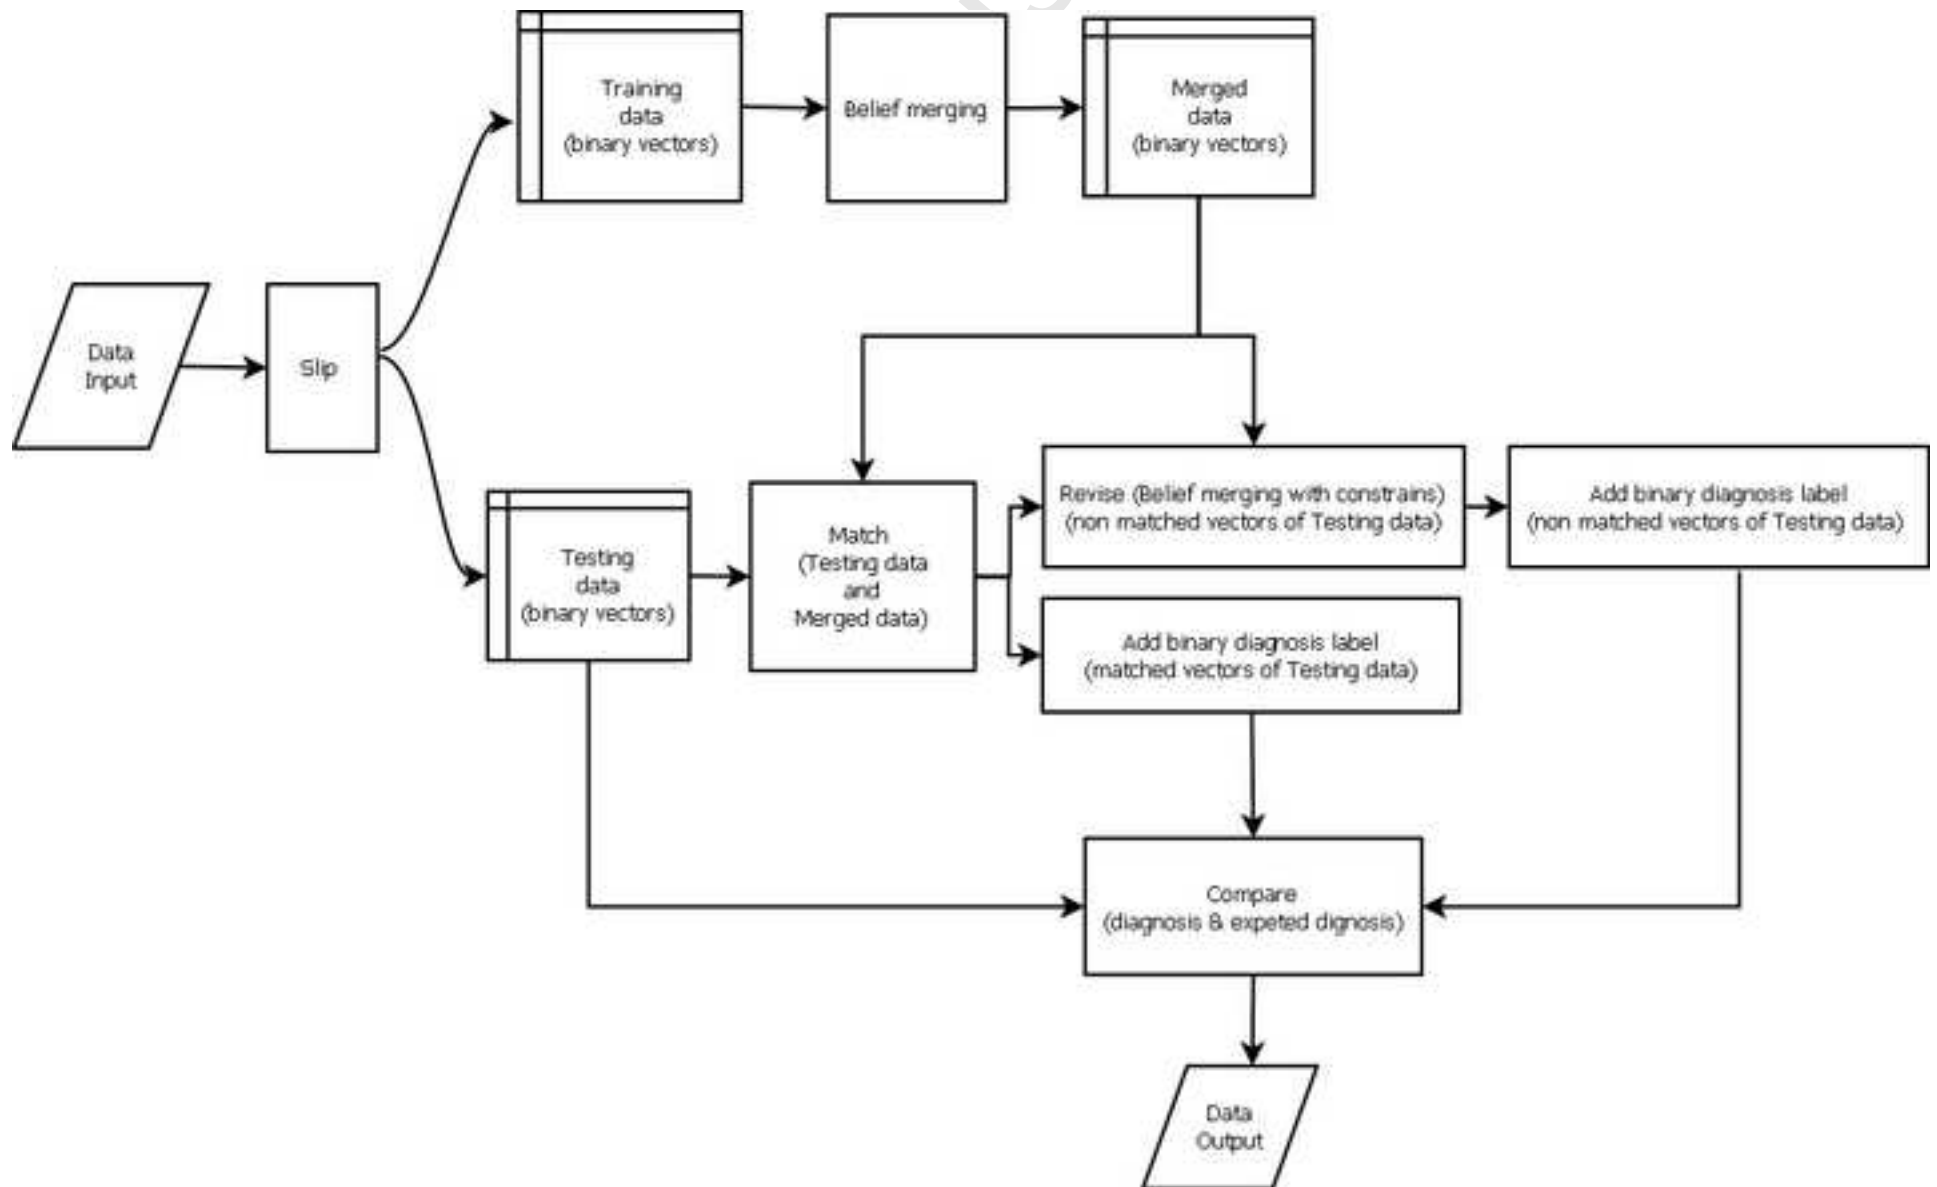 Training
data
(binary vectors)
Belief merging
Merged
data
(binary vectors)
Data
Input
Slip
Testing
data
(binary vectors)
Match
(Testing data
and
Merged data)
Revise (Belief merging with constrains)
(non matched vectors of Testing data)
Add binary diagnosis label
(non matched vectors of Testing data)
Add binary diagnosis label
(matched vectors of Testing data)
Compare
(diagnosis & expeted dignosis)
Data
Output